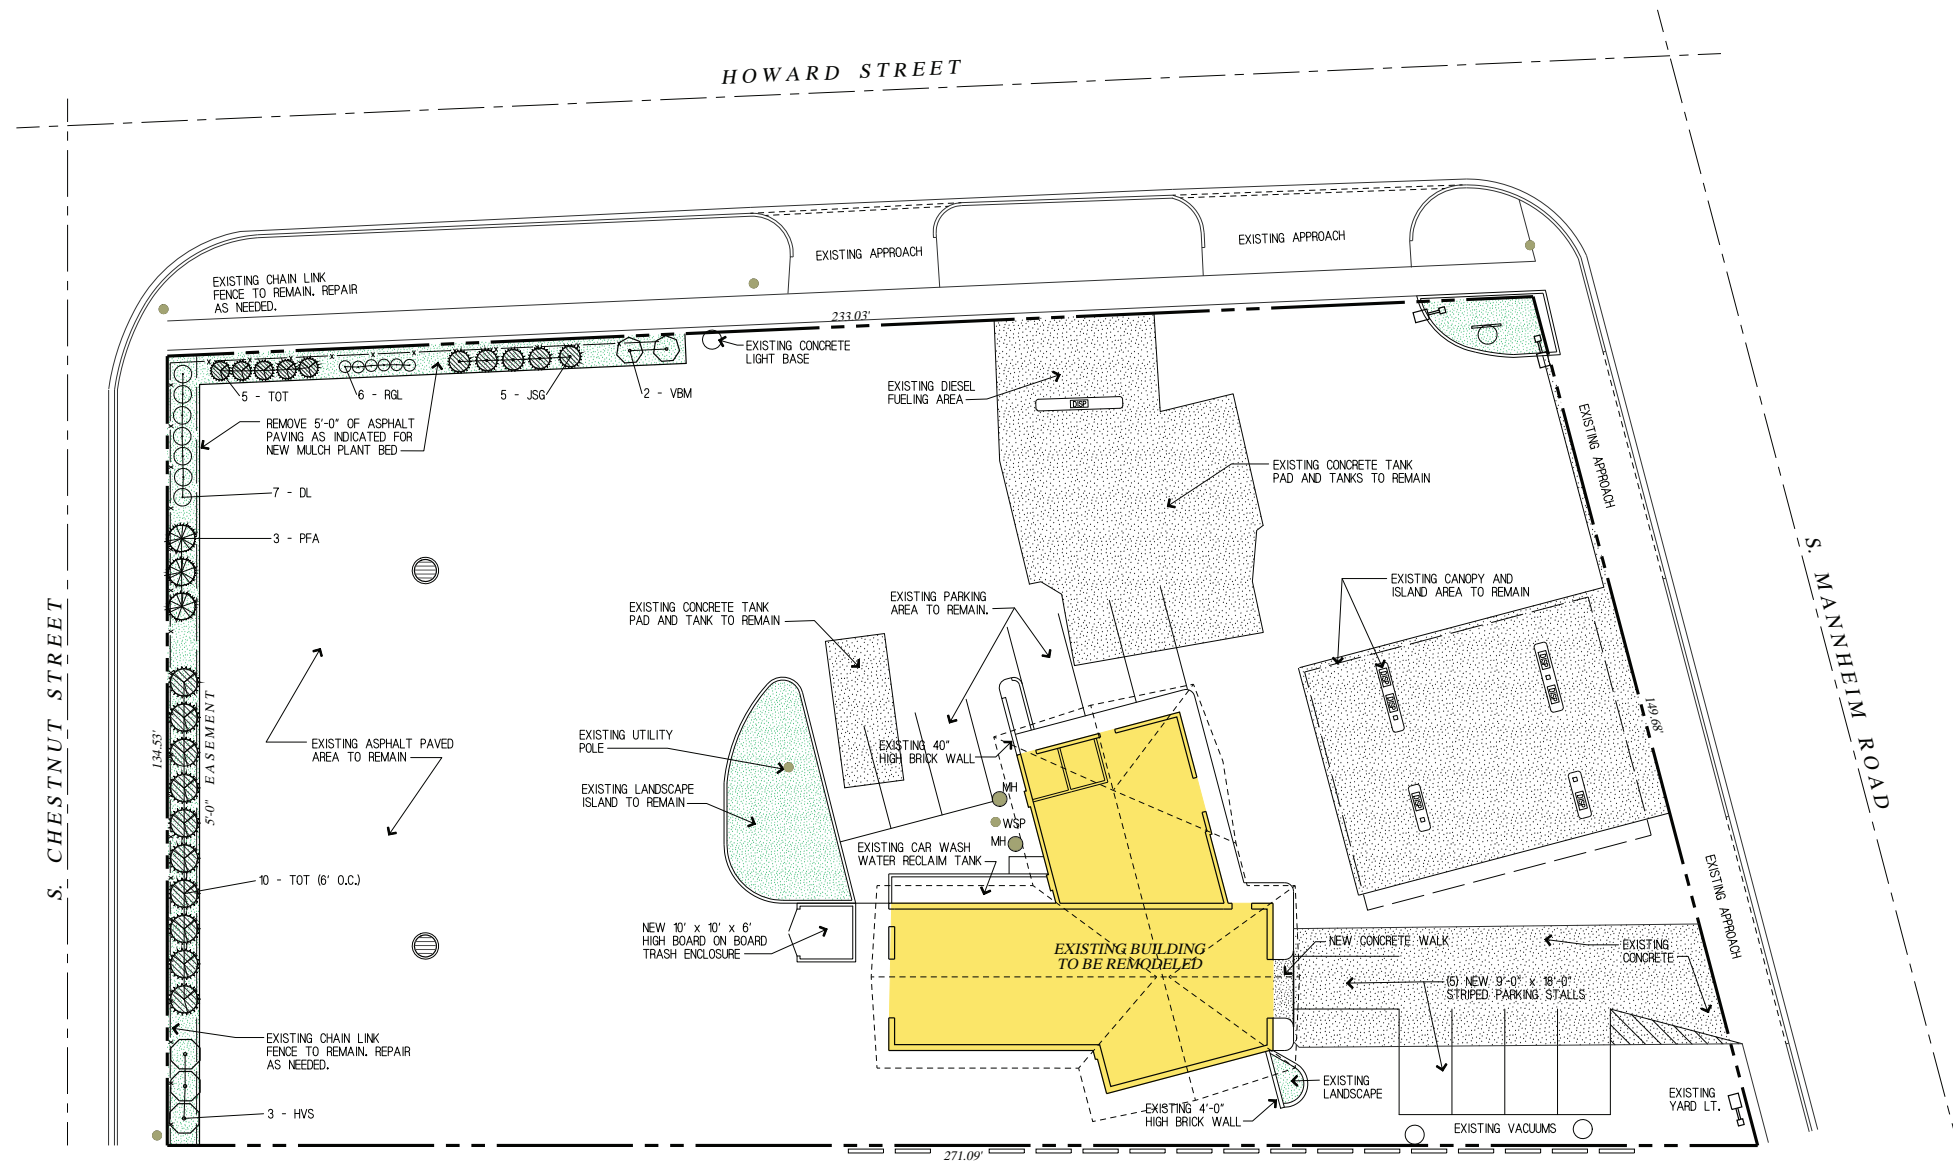 HOWARD STREET
EXISTING APPROACH
EXISTING APPROACH
EXISTING CHAIN LINK
FENCE TO REMAIN. REPAIR
AS NEEDED.
233.03'
EXISTING CONCRETE
LIGHT BASE
5 - TOT
6 - RGL
5 - JSG
2 - VBM
EXISTING DIESEL
FUELING AREA
DISP
REMOVE 5'-0" OF ASPHALT
PAVING AS INDICATED FOR
NEW MULCH PLANT BED
EXISTING APPROACH
EXISTING CONCRETE TANK
PAD AND TANKS TO REMAIN
7 - DL
3 - PFA
S. CHESTNUT STREET
S. MANNHEIM ROAD
EXISTING CANOPY AND
ISLAND AREA TO REMAIN
EXISTING PARKING
AREA TO REMAIN.
EXISTING CONCRETE TANK
PAD AND TANK TO REMAIN
DISP
DISP
DISP
DISP
149.68'
134.53'
5'-0" EASEMENT
EXISTING ASPHALT PAVED
AREA TO REMAIN
EXISTING UTILITY
POLE
EXISTING 40"
HIGH BRICK WALL
EXISTING LANDSCAPE
ISLAND TO REMAIN
MH
WSP
MH
DISP
DISP
EXISTING CAR WASH
WATER RECLAIM TANK
10 - TOT (6' O.C.)
EXISTING APPROACH
NEW 10' x 10' x 6'
HIGH BOARD ON BOARD
TRASH ENCLOSURE
EXISTING BUILDING
TO BE REMODELED
NEW CONCRETE WALK
EXISTING
CONCRETE
(5) NEW 9'-0" x 18'-0"
STRIPED PARKING STALLS
EXISTING CHAIN LINK
FENCE TO REMAIN. REPAIR
AS NEEDED.
EXISTING
LANDSCAPE
EXISTING
YARD LT.
3 - HVS
EXISTING 4'-0"
HIGH BRICK WALL
EXISTING VACUUMS
271.09'